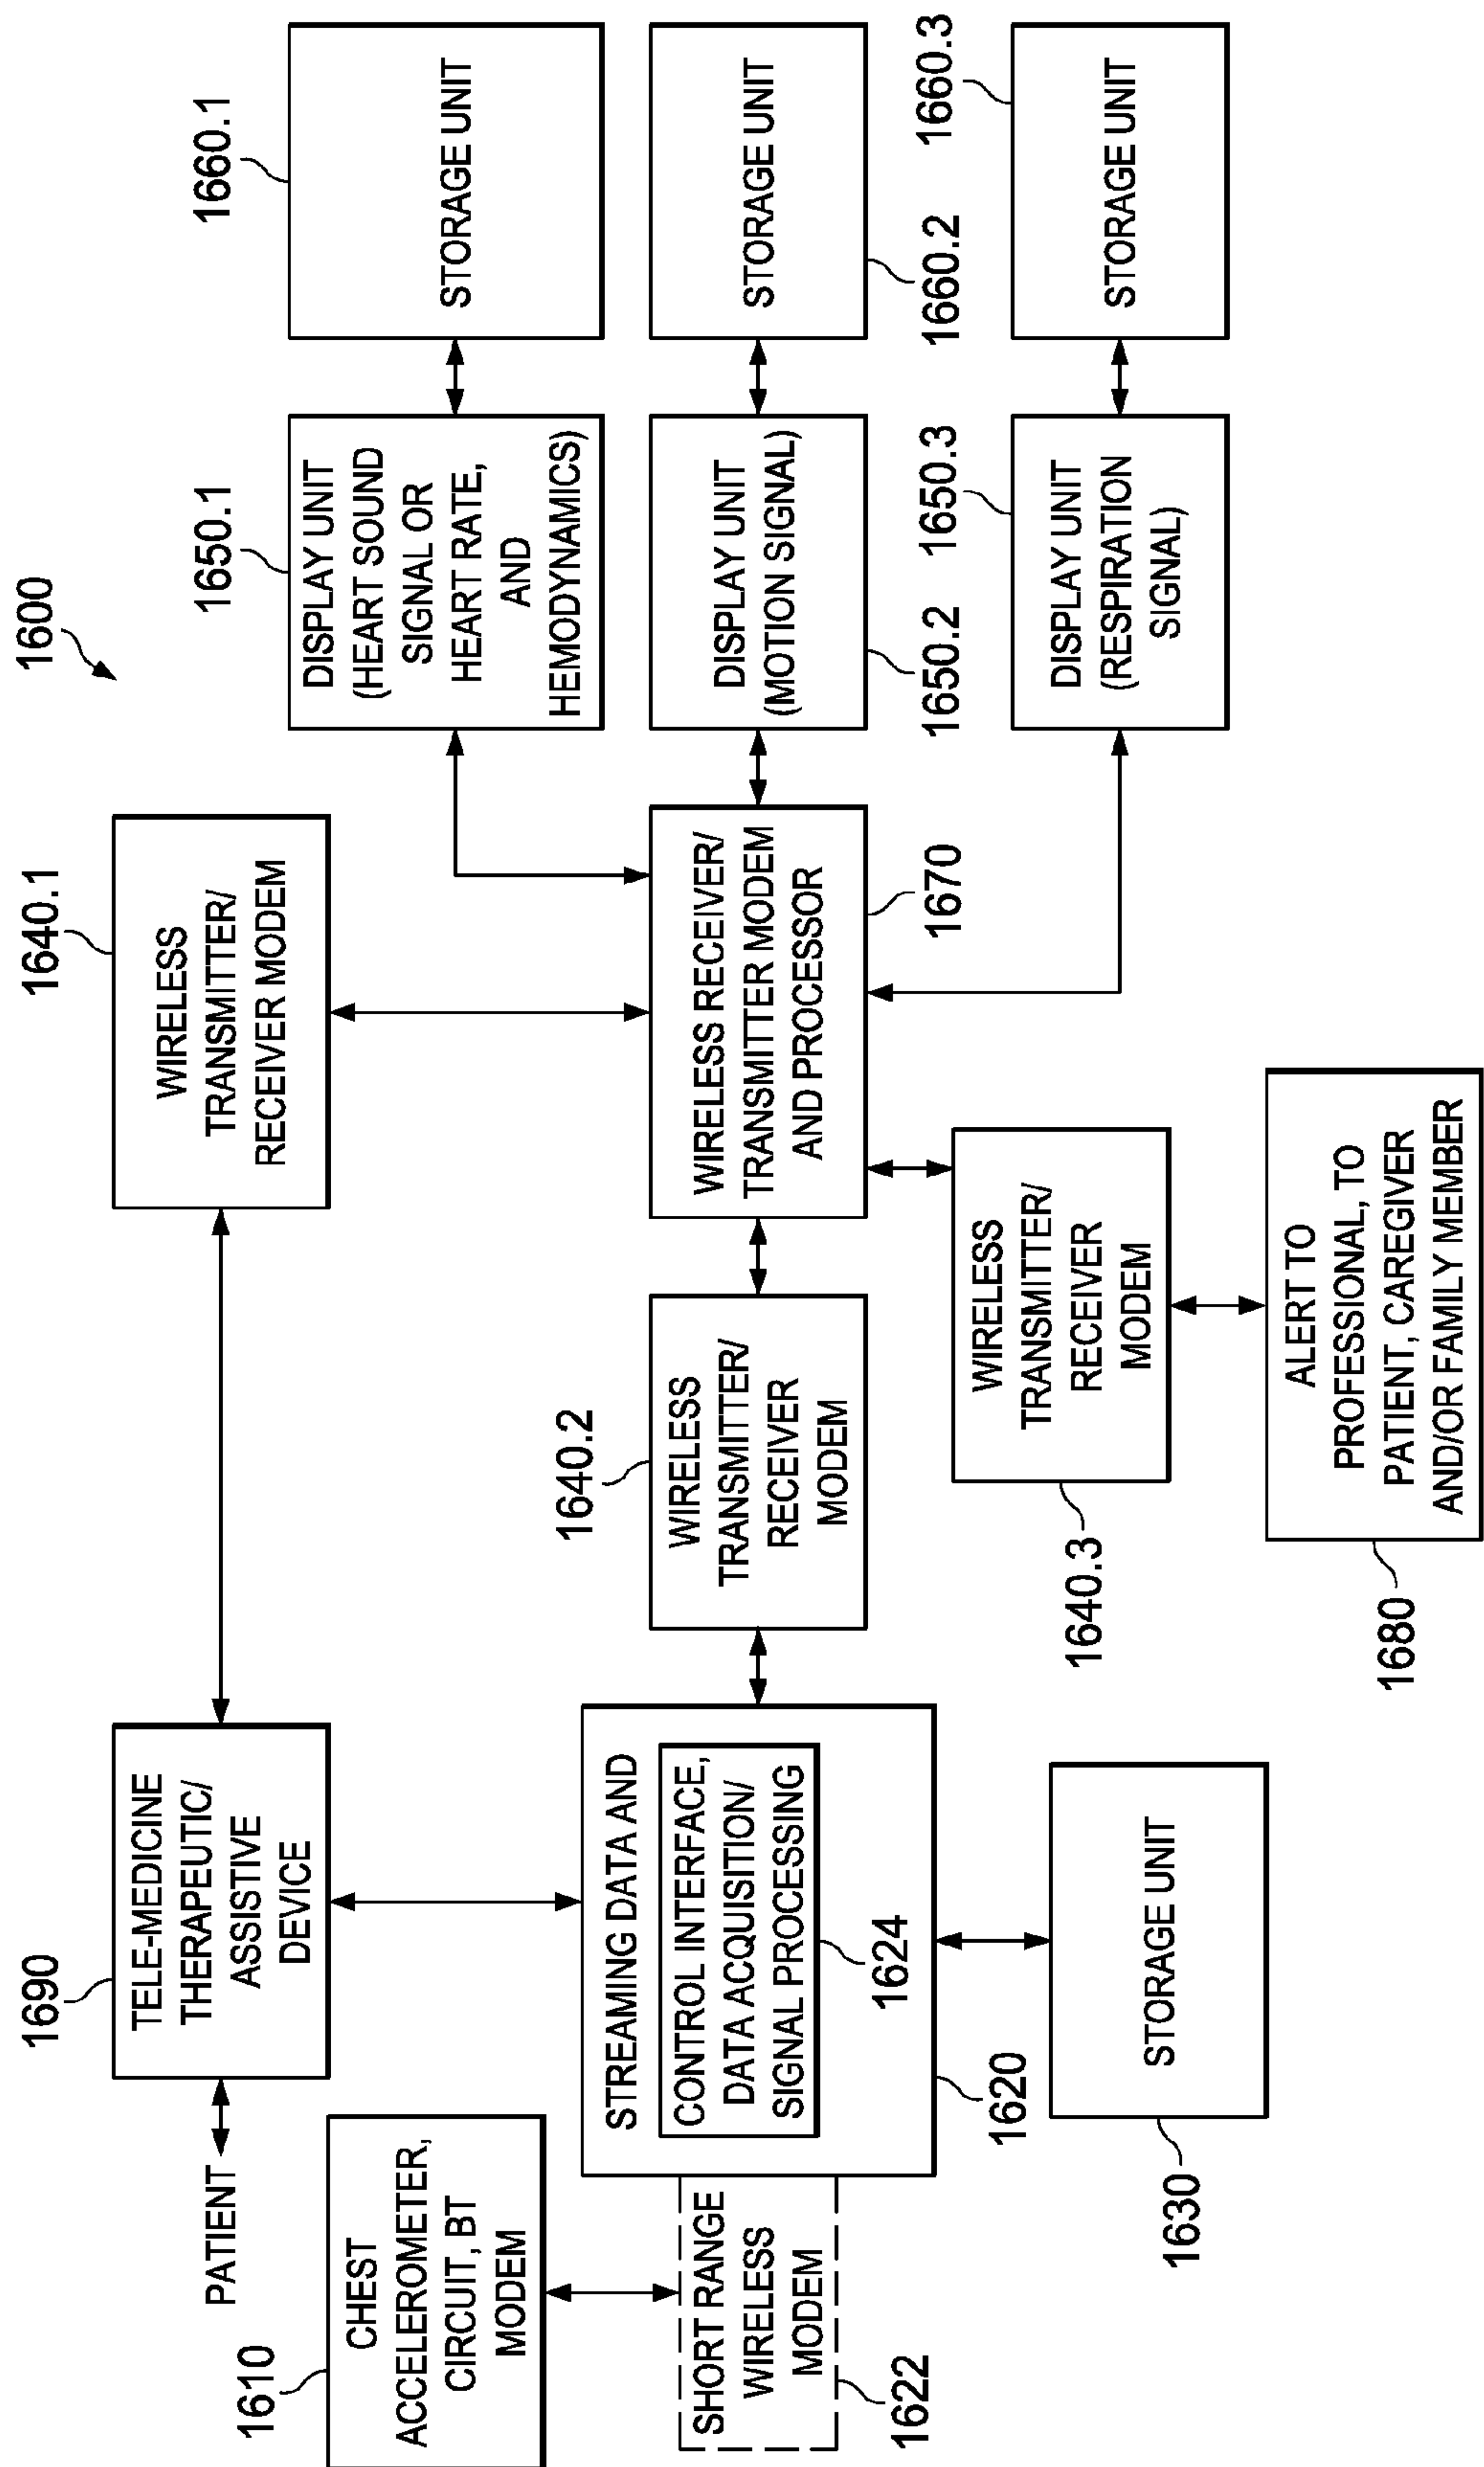 1600
PATIENT
1690
TELE-MEDICINE
THERAPEUTIC/
ASSISTIVE
DEVICE
1640.1
WIRELESS
TRANSMITTER/
RECEIVER MODEM
1610
CHEST
ACCELEROMETER,
CIRCUIT, BT
MODEM
SHORT RANGE
WIRELESS
MODEM
1622
STREAMING DATA AND
CONTROL INTERFACE,
DATA ACQUISITION/
SIGNAL PROCESSING
1624
1620
STORAGE UNIT
1630
1640.2
WIRELESS
TRANSMITTER/
RECEIVER
MODEM
WIRELESS RECEIVER/
TRANSMITTER MODEM
AND PROCESSOR
1670
WIRELESS
TRANSMITTER/
RECEIVER
MODEM
1640.3
ALERT TO
PROFESSIONAL, TO
PATIENT, CAREGIVER
AND/OR FAMILY MEMBER
1680
1650.1
DISPLAY UNIT
(HEART SOUND
SIGNAL OR
HEART RATE,
AND
HEMODYNAMICS)
1660.1
STORAGE UNIT
DISPLAY UNIT
(MOTION SIGNAL)
1650.2
STORAGE UNIT
1660.2
1650.3
DISPLAY UNIT
(RESPIRATION
SIGNAL)
1660.3
STORAGE UNIT